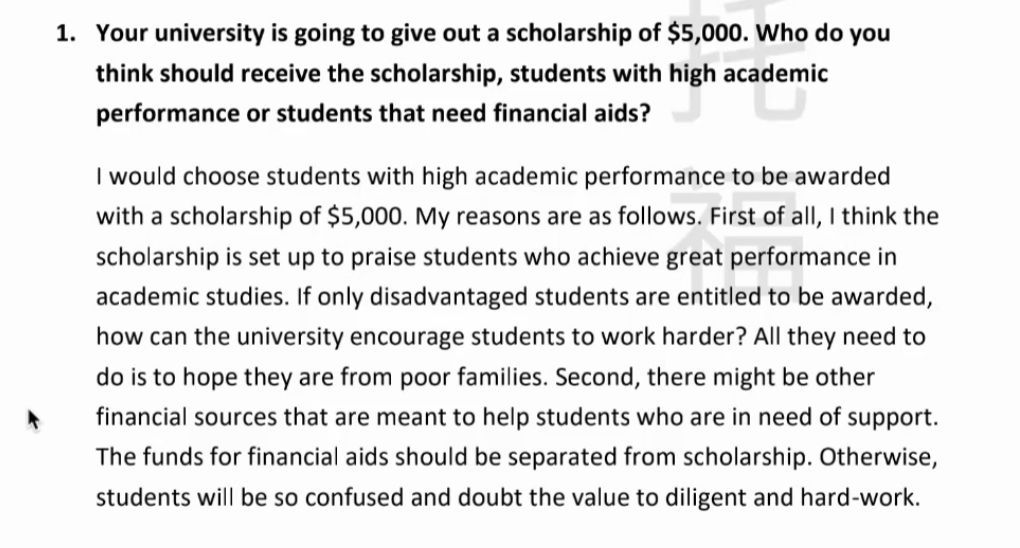 1. Your university is going to give out a scholarship of $5,000. Who do you
think should receive the scholarship, students with high academic
performance or students that need financial aids?
I would choose students with high academic performance to be awarded
with a scholarship of $5,000. My reasons are as follows. First of all, I think the
scholarship is set up to praise students who achieve great performance in
academic studies. If only disadvantaged students are entitled to be awarded,
how can the university encourage students to work harder? All they need to
do is to hope they are from poor families. Second, there might be other
financial sources that are meant to help students who are in need of support.
The funds for financial aids should be separated from scholarship. Otherwise,
students will be so confused and doubt the value to diligent and hard-work.
托
福